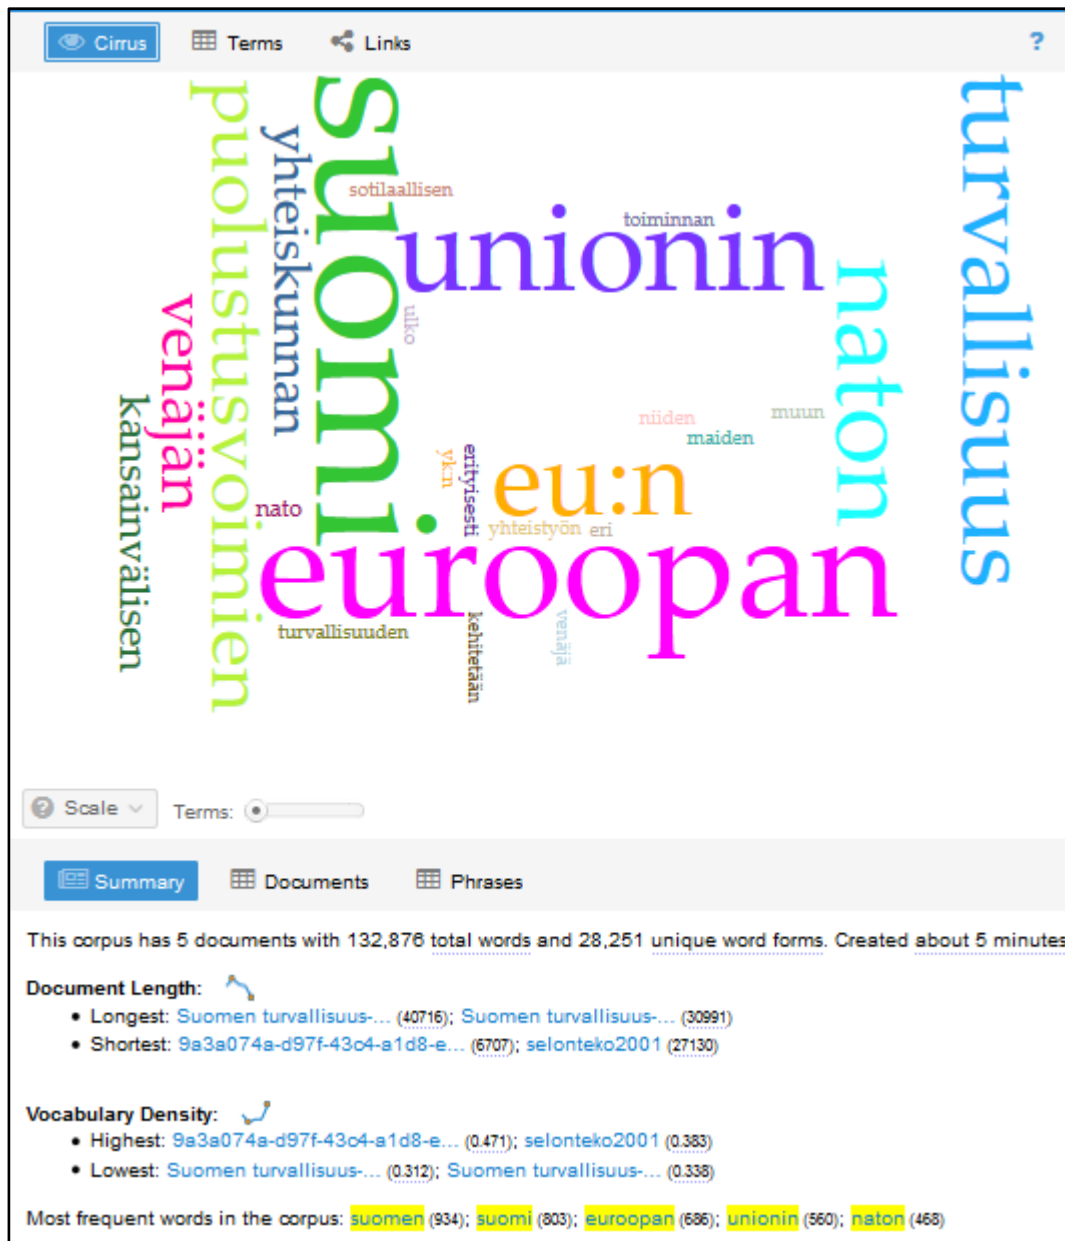 Cirrus Terms Links ?
suomi
turvallisuus
puolustusvoimien
yhteiskunnan
sotilaallisen
toiminnan
unionin
naton
venäjän
ulko
kansainvälisen
niiden
muun
maiden
erityisesti
yk:n
eu:n
nato
yhteistyön
eri
euroopan
turvallisuuden
kehitetään
venäjä
Scale Terms:
Summary Documents Phrases
This corpus has 5 documents with 132,876 total words and 28,251 unique word forms. Created about 5 minutes
Document Length:
• Longest: Suomen turvallisuus-... (40716); Suomen turvallisuus-... (30991)
• Shortest: 9a3a074a-d97f-43c4-a1d8-e... (6707); selonteko2001 (27130)
Vocabulary Density:
• Highest: 9a3a074a-d97f-43c4-a1d8-e... (0.471); selonteko2001 (0.383)
• Lowest: Suomen turvallisuus-... (0.312); Suomen turvallisuus-... (0.338)
Most frequent words in the corpus: suomen (934); suomi (803); euroopan (686); unionin (560); naton (468)